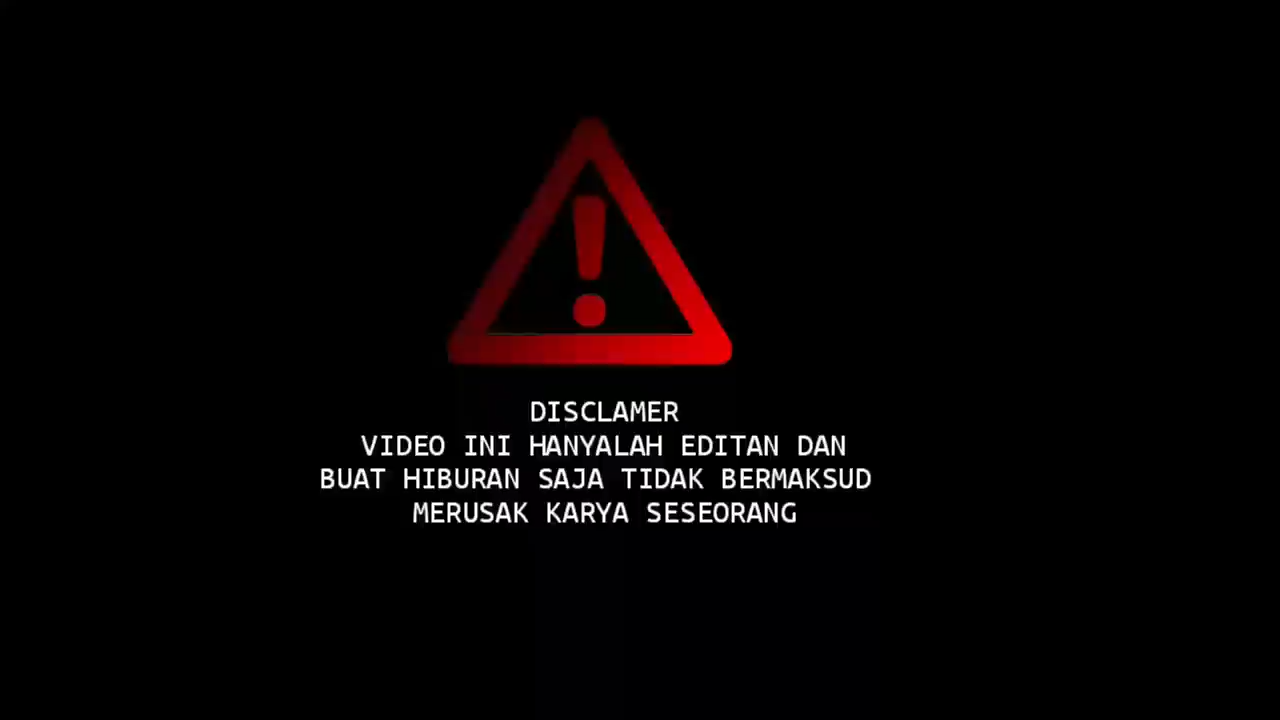 DISCLAMER
VIDEO INI HANYALAH EDITAN DAN
BUAT HIBURAN SAJA TIDAK BERMAKSUD
MERUSAK KARYA SESEORANG